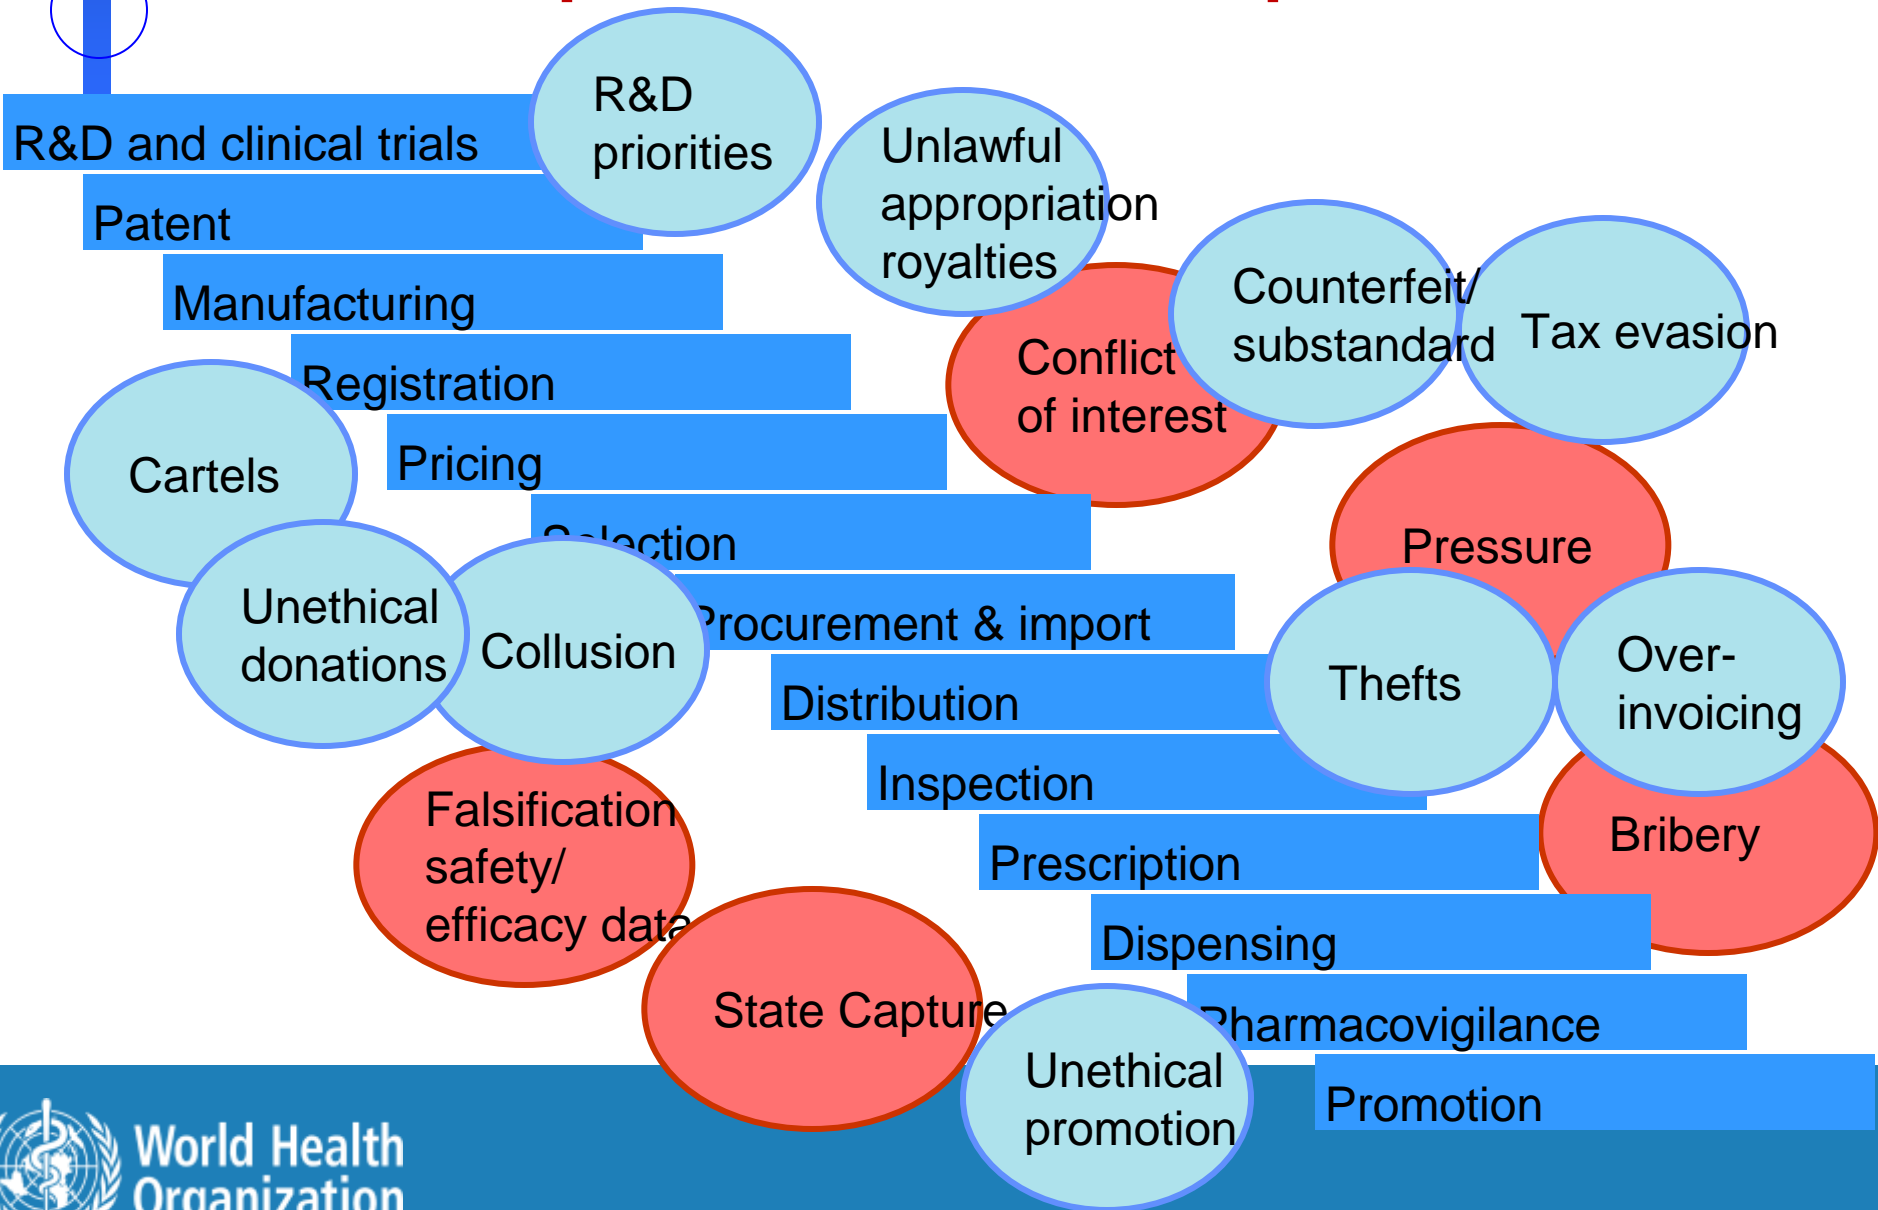 R&D and clinical trials
R&D
priorities
Unlawful
appropriation
royalties
Patent
Manufacturing
Counterfeit/
substandard
Tax evasion
Registration
Conflict
of interest
Cartels
Pricing
Selection
Pressure
Unethical
donations
Collusion
Procurement & import
Thefts
Over-
invoicing
Distribution
Inspection
Falsification
safety/
efficacy data
Prescription
Bribery
Dispensing
State Capture
Pharmacovigilance
Unethical
promotion
Promotion
World Health
Organization